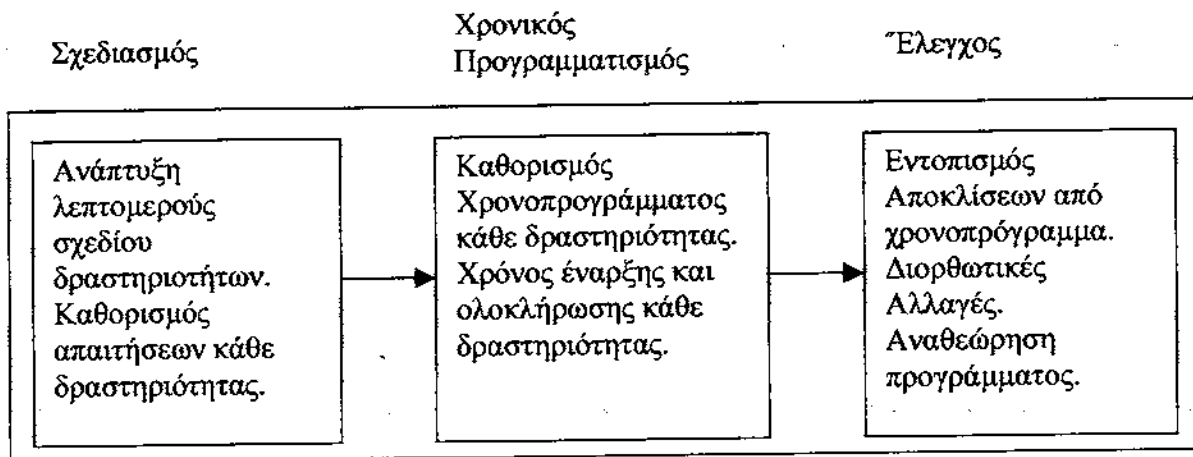 Σχεδιασμός
Χρονικός
Προγραμματισμός
Έλεγχος
Ανάπτυξη
λεπτομερούς
σχεδίου
δραστηριοτήτων.
Καθορισμός
απαιτήσεων κάθε
δραστηριότητας.
Καθορισμός
Χρονοπρογράμματος
κάθε δραστηριότητας.
Χρόνος έναρξης και
ολοκλήρωσης κάθε
δραστηριότητας.
Εντοπισμός
Αποκλίσεων από
χρονοπρόγραμμα.
Διορθωτικές
Αλλαγές.
Αναθεώρηση
προγράμματος.